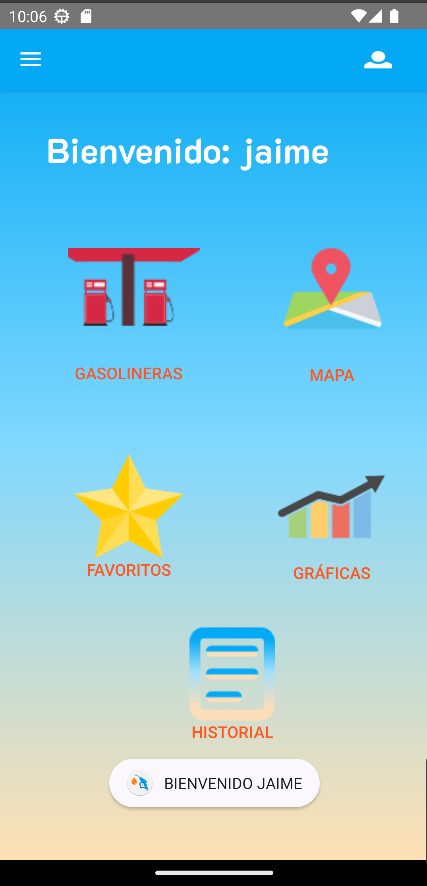 10:06
Bienvenido: jaime
GASOLINERAS
MAPA
FAVORITOS
GRÁFICAS
HISTORIAL
BIENVENIDO JAIME